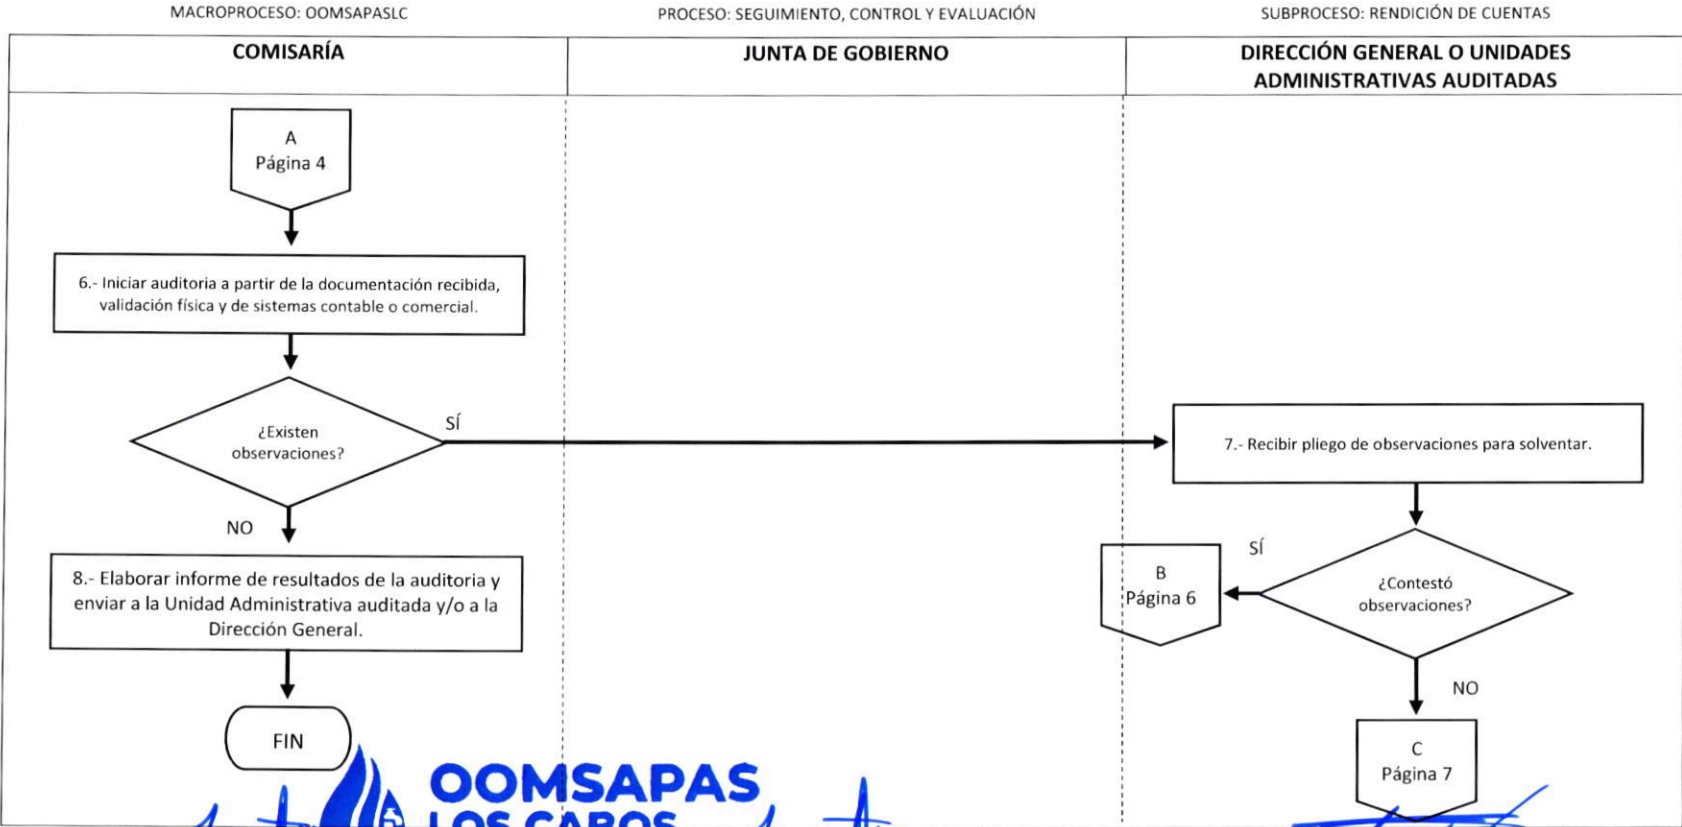 MACROPROCESO: OOMSAPASLC
PROCESO: SEGUIMIENTO, CONTROL Y EVALUACIÓN
SUBPROCESO: RENDICIÓN DE CUENTAS
COMISARÍA
JUNTA DE GOBIERNO
DIRECCIÓN GENERAL O UNIDADES
ADMINISTRATIVAS AUDITADAS
A
Página 4
6.- Iniciar auditoria a partir de la documentación recibida,
validación física y de sistemas contable o comercial.
¿Existen
observaciones?
SÍ
7.- Recibir pliego de observaciones para solventar.
NO
8.- Elaborar informe de resultados de la auditoria y
enviar a la Unidad Administrativa auditada y/o a la
Dirección General.
SÍ
B
Página 6
¿Contestó
observaciones?
NO
FIN
C
Página 7
OOMSAPAS
LOS CABOS